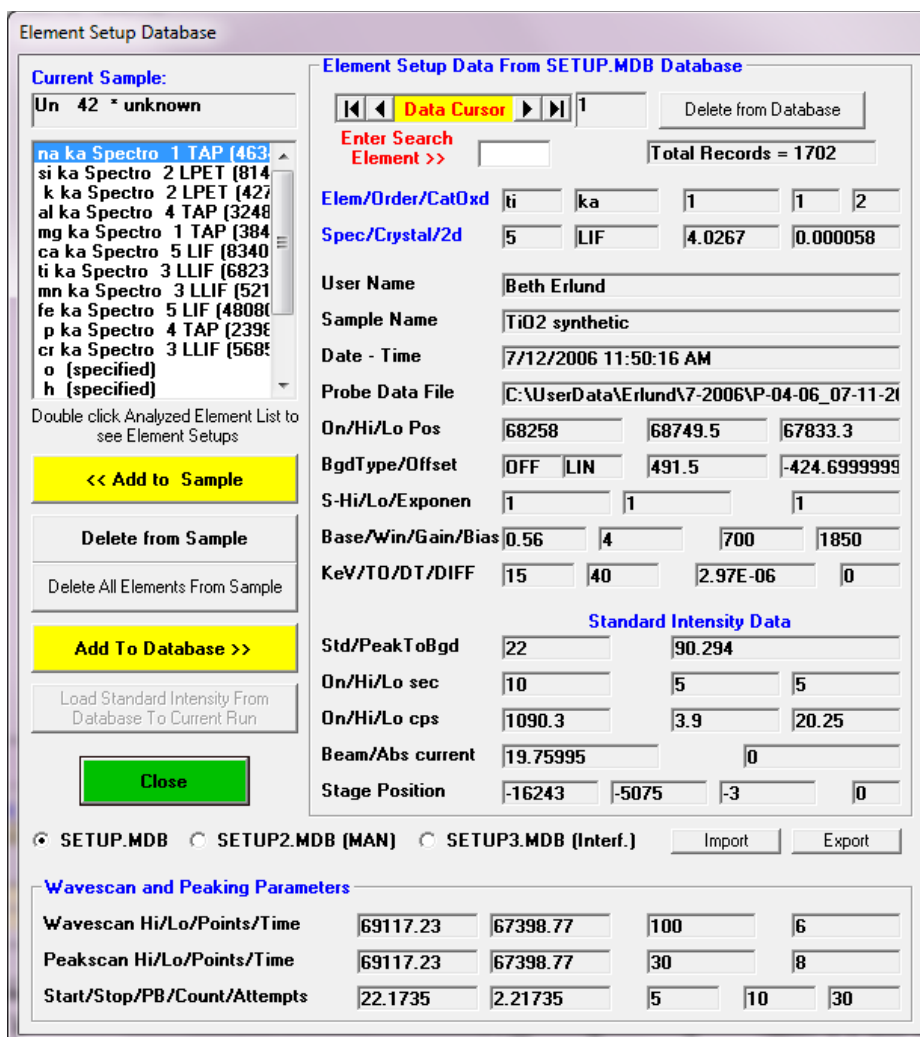 Element Setup Database
Current Sample:
Un 42 * unknown
na ka Spectro 1 TAP (463
si ka Spectro 2 LPET (814
k ka Spectro 2 LPET (427
al ka Spectro 4 TAP (3248
mg ka Spectro 1 TAP (384
ca ka Spectro 5 LIF (8340
ti ka Spectro 3 LLIF (6823
mn ka Spectro 3 LLIF (521
fe ka Spectro 5 LIF (48080
p ka Spectro 4 TAP (2398
cr ka Spectro 3 LLIF (5685
o (specified)
h (specified)
Double click Analyzed Element List to
see Element Setups
<< Add to Sample
Delete from Sample
Delete All Elements From Sample
Add To Database >>
Load Standard Intensity From
Database To Current Run
Close
Element Setup Data From SETUP.MDB Database
Data Cursor 1 Delete from Database
Enter Search
Element >>
Total Records = 1702
Elem/Order/CatOxd ti ka 1 1 2
Spec/Crystal/2d 5 LIF 4.0267 0.000058
User Name Beth Erlund
Sample Name TiO2 synthetic
Date - Time 7/12/2006 11:50:16 AM
Probe Data File C:\UserData\Erlund\7-2006\P-04-06_07-11-20
On/Hi/Lo Pos 68258 68749.5 67833.3
BgdType/Offset OFF LIN 491.5 -424.6999999
S-Hi/Lo/Exponen 1 1 1
Base/Win/Gain/Bias 0.56 4 700 1850
KeV/TO/DT/DIFF 15 40 2.97E-06 0
Standard Intensity Data
Std/PeakToBgd 22 90.294
On/Hi/Lo sec 10 5 5
On/Hi/Lo cps 1090.3 3.9 20.25
Beam/Abs current 19.75995 0
Stage Position -16243 -5075 -3 0
SETUP.MDB SETUP2.MDB (MAN) SETUP3.MDB (Interf.) Import Export
Wavescan and Peaking Parameters
Wavescan Hi/Lo/Points/Time 69117.23 67398.77 100 6
Peakscan Hi/Lo/Points/Time 69117.23 67398.77 30 8
Start/Stop/PB/Count/Attempts 22.1735 2.21735 5 10 30